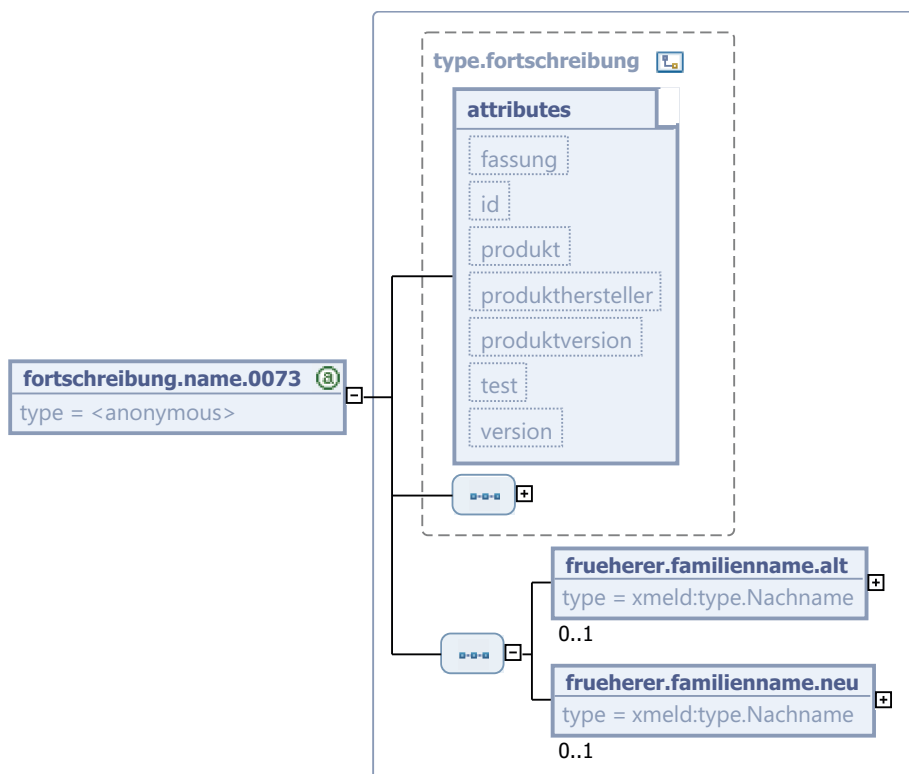 type.fortschreibung
attributes
fassung
id
produkt
produkthersteller
produktversion
test
version
fortschreibung.name.0073 a
type = <anonymous>
frueherer.familienname.alt
type = xmeld:type.Nachname
0..1
frueherer.familienname.neu
type = xmeld:type.Nachname
0..1